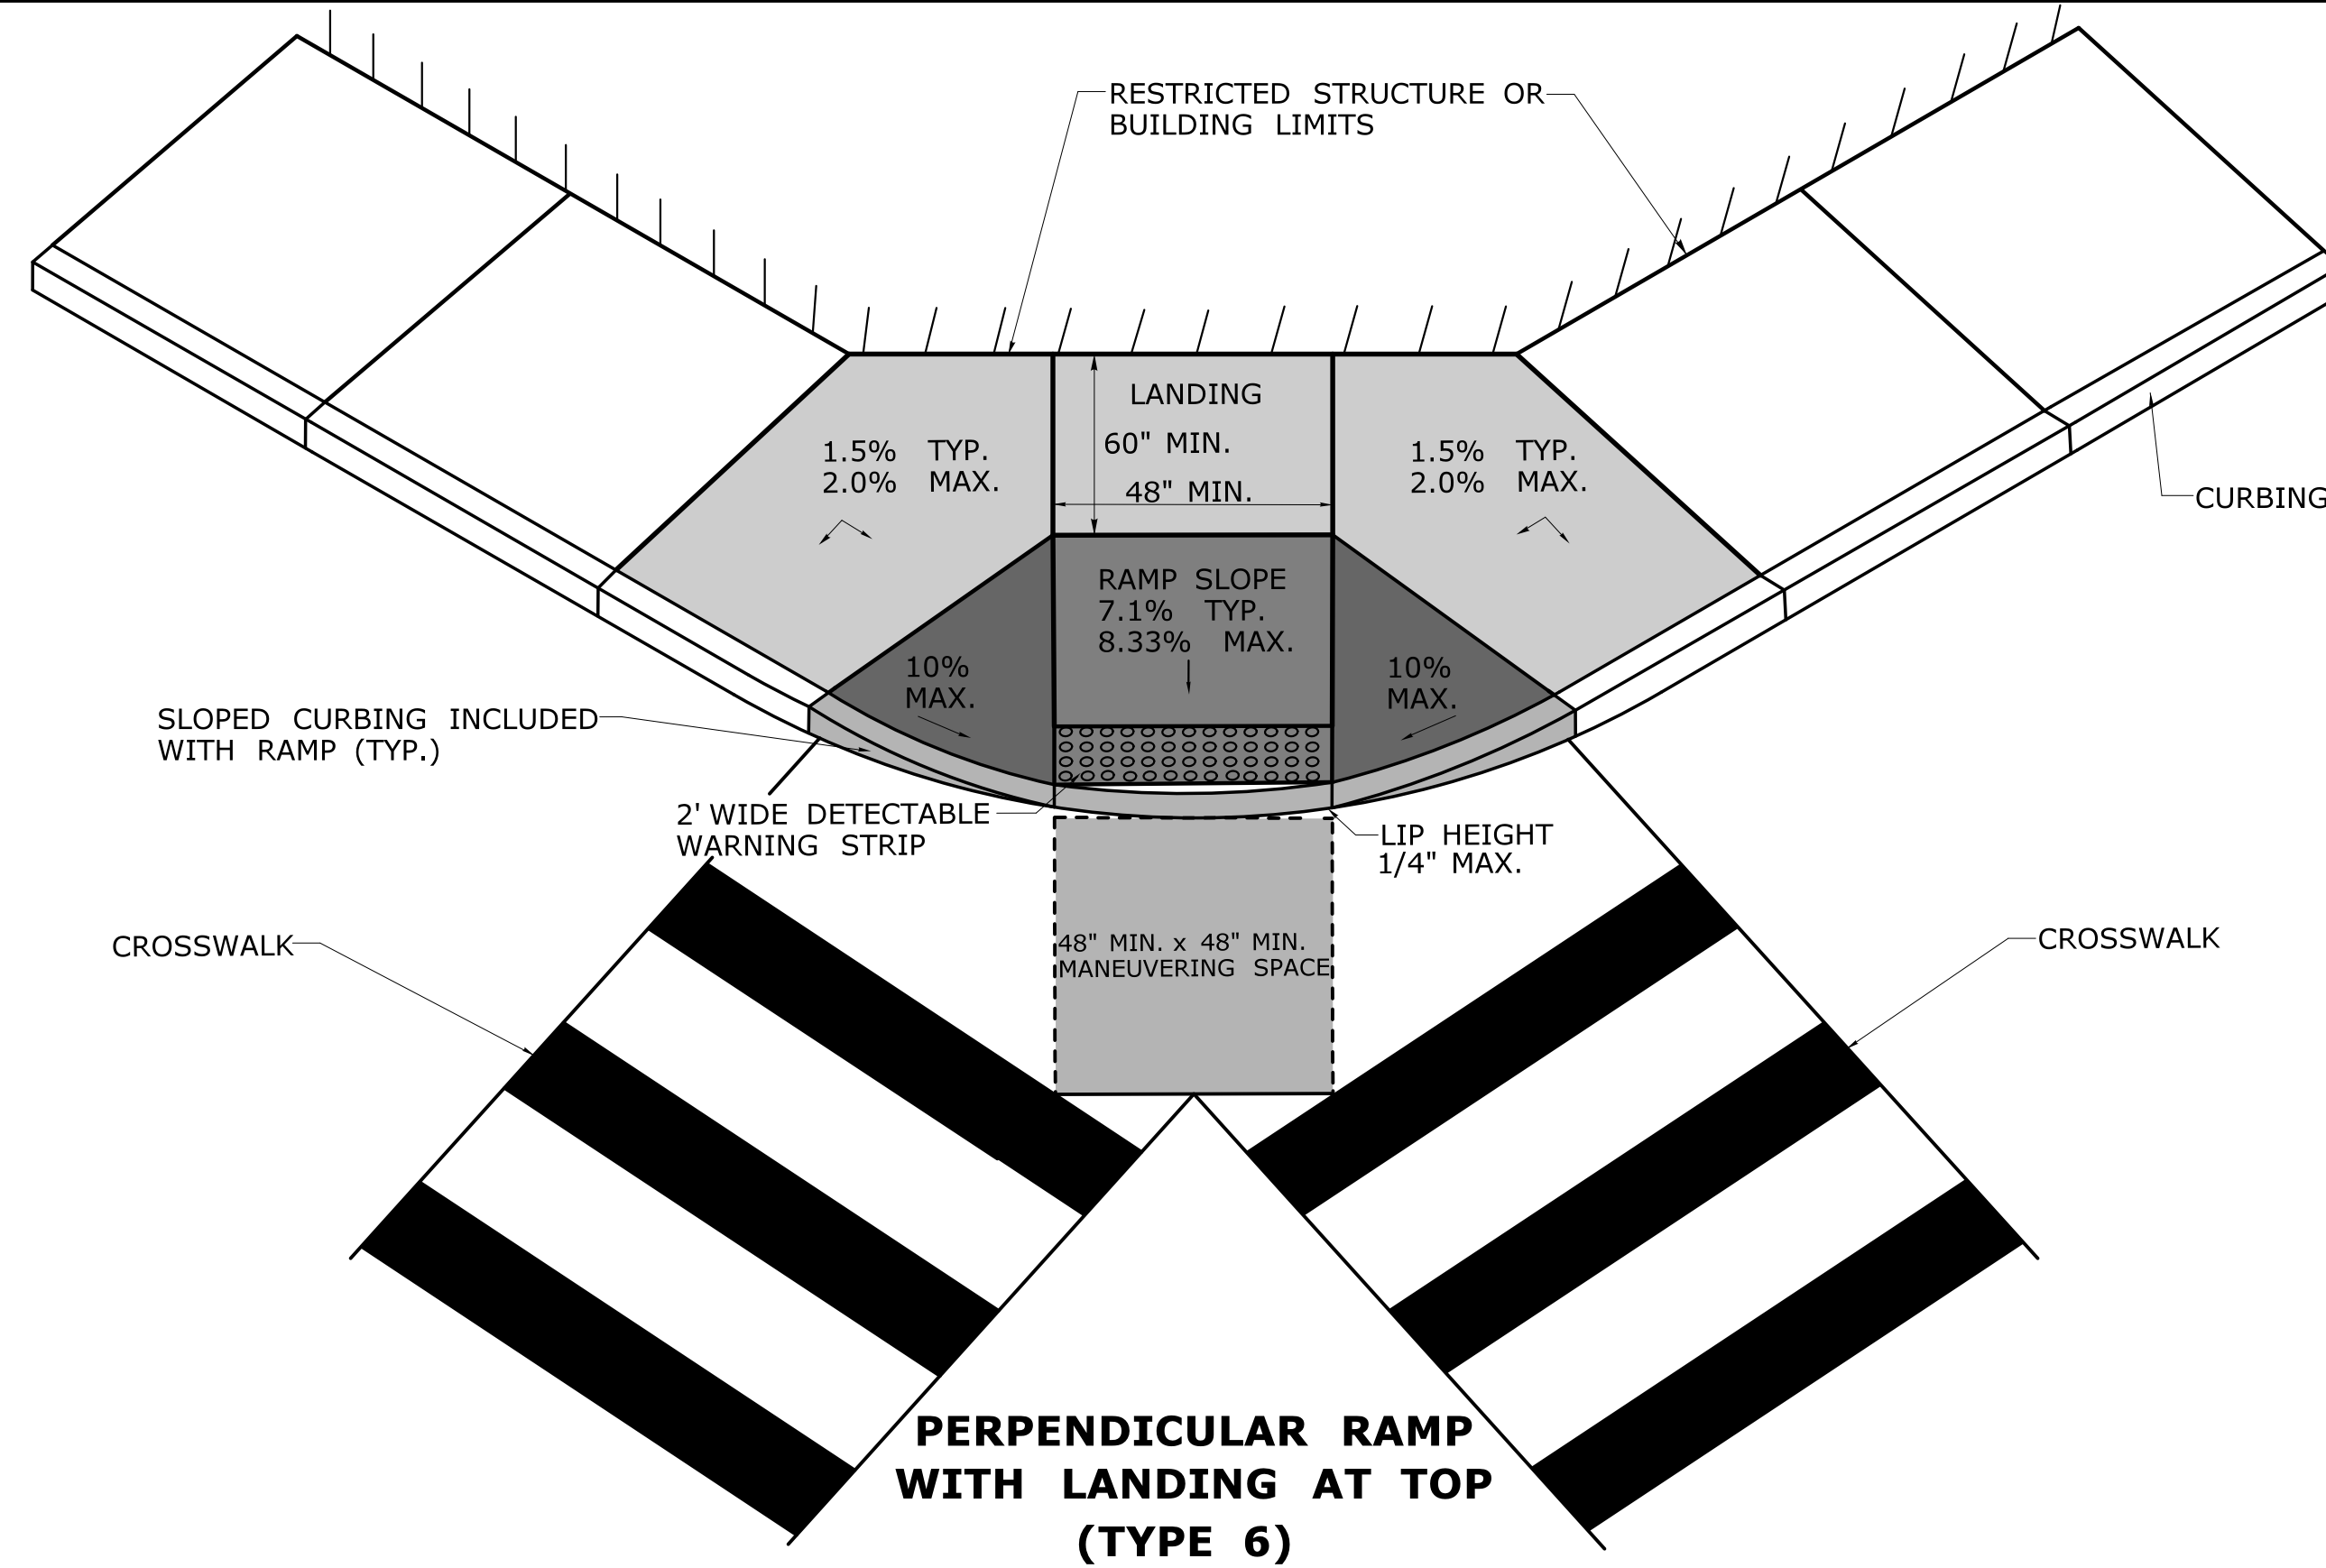 RESTRICTED STRUCTURE OR
BUILDING LIMITS
LANDING
60" MIN.
48" MIN.
1.5% TYP.
2.0% MAX.
1.5% TYP.
2.0% MAX.
CURBING
RAMP SLOPE
7.1% TYP.
8.33% MAX.
10%
MAX.
10%
MAX.
SLOPED CURBING INCLUDED
WITH RAMP (TYP.)
2' WIDE DETECTABLE
WARNING STRIP
LIP HEIGHT
1/4" MAX.
CROSSWALK
48" MIN. x 48" MIN.
MANEUVERING SPACE
CROSSWALK
PERPENDICULAR RAMP
WITH LANDING AT TOP
(TYPE 6)